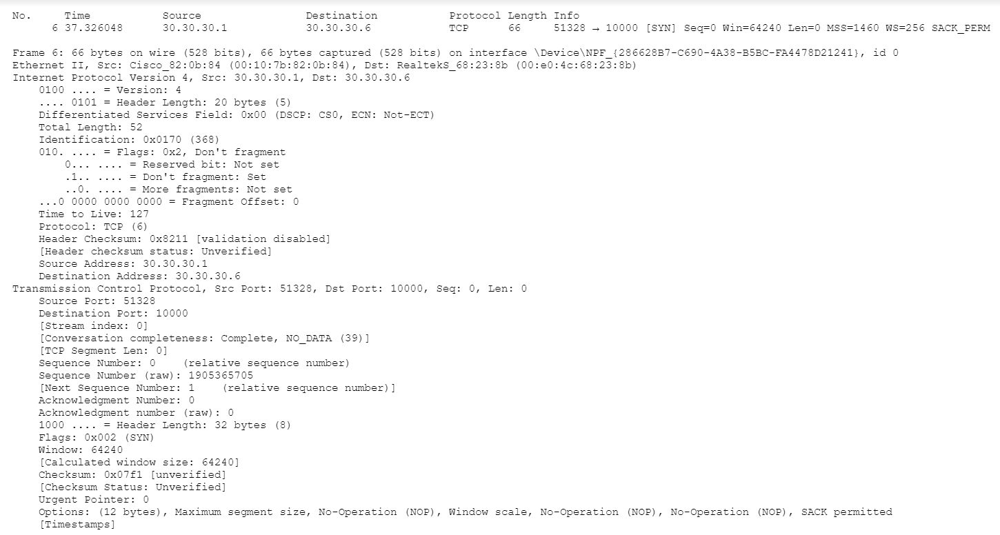 No.     Time           Source                Destination           Protocol Length Info
      6 37.326048      30.30.30.1            30.30.30.6            TCP      66     51328 → 10000 [SYN] Seq=0 Win=64240 Len=0 MSS=1460 WS=256 SACK_PERM
Frame 6: 66 bytes on wire (528 bits), 66 bytes captured (528 bits) on interface \Device\NPF_{286628B7-C690-4A38-B5BC-FA4478D21241}, id 0
Ethernet II, Src: Cisco_82:0b:84 (00:10:7b:82:0b:84), Dst: RealtekS_68:23:8b (00:e0:4c:68:23:8b)
Internet Protocol Version 4, Src: 30.30.30.1, Dst: 30.30.30.6
    0100 .... = Version: 4
    .... 0101 = Header Length: 20 bytes (5)
    Differentiated Services Field: 0x00 (DSCP: CS0, ECN: Not-ECT)
    Total Length: 52
    Identification: 0x0170 (368)
    010. .... = Flags: 0x2, Don't fragment
        0... .... = Reserved bit: Not set
        .1.. .... = Don't fragment: Set
        ..0. .... = More fragments: Not set
    ...0 0000 0000 0000 = Fragment Offset: 0
    Time to Live: 127
    Protocol: TCP (6)
    Header Checksum: 0x8211 [validation disabled]
    [Header checksum status: Unverified]
    Source Address: 30.30.30.1
    Destination Address: 30.30.30.6
Transmission Control Protocol, Src Port: 51328, Dst Port: 10000, Seq: 0, Len: 0
    Source Port: 51328
    Destination Port: 10000
    [Stream index: 0]
    [Conversation completeness: Complete, NO_DATA (39)]
    [TCP Segment Len: 0]
    Sequence Number: 0    (relative sequence number)
    Sequence Number (raw): 1905365705
    [Next Sequence Number: 1    (relative sequence number)]
    Acknowledgment Number: 0
    Acknowledgment number (raw): 0
    1000 .... = Header Length: 32 bytes (8)
    Flags: 0x002 (SYN)
    Window: 64240
    [Calculated window size: 64240]
    Checksum: 0x07f1 [unverified]
    [Checksum Status: Unverified]
    Urgent Pointer: 0
    Options: (12 bytes), Maximum segment size, No-Operation (NOP), Window scale, No-Operation (NOP), No-Operation (NOP), SACK permitted
    [Timestamps]